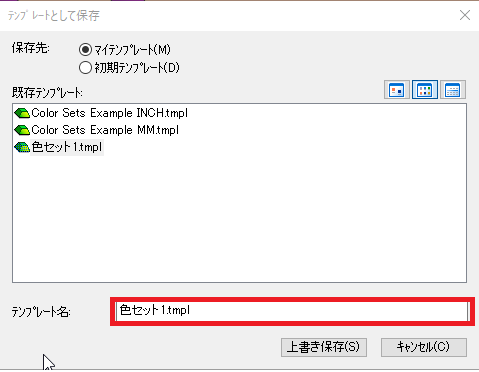 テンプレートとして保存
保存先:
マイテンプレート(M)
初期テンプレート(D)
既存テンプレート:
Color Sets Example INCH.tmpl
Color Sets Example MM.tmpl
色セット1.tmpl
テンプレート名:
色セット1.tmpl
上書き保存(S)
キャンセル(C)